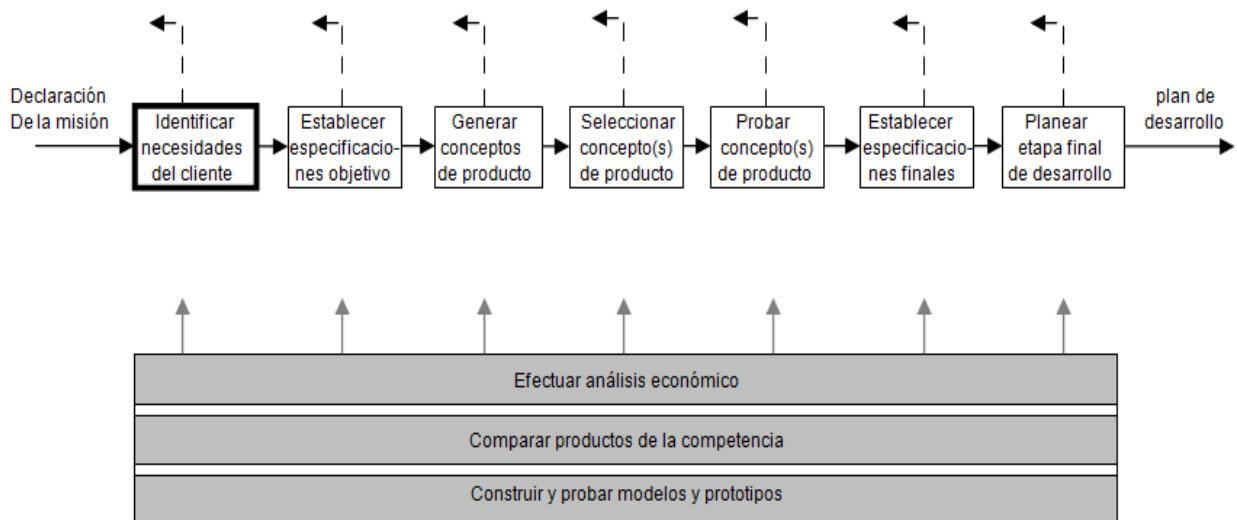 Declaración
De la misión
Identificar
necesidades
del cliente
Establecer
especificacio-
nes objetivo
Generar
conceptos
de producto
Seleccionar
concepto(s)
de producto
Probar
concepto(s)
de producto
Establecer
especificacio-
nes finales
Planear
etapa final
de desarrollo
plan de
desarrollo
Efectuar análisis económico
Comparar productos de la competencia
Construir y probar modelos y prototipos